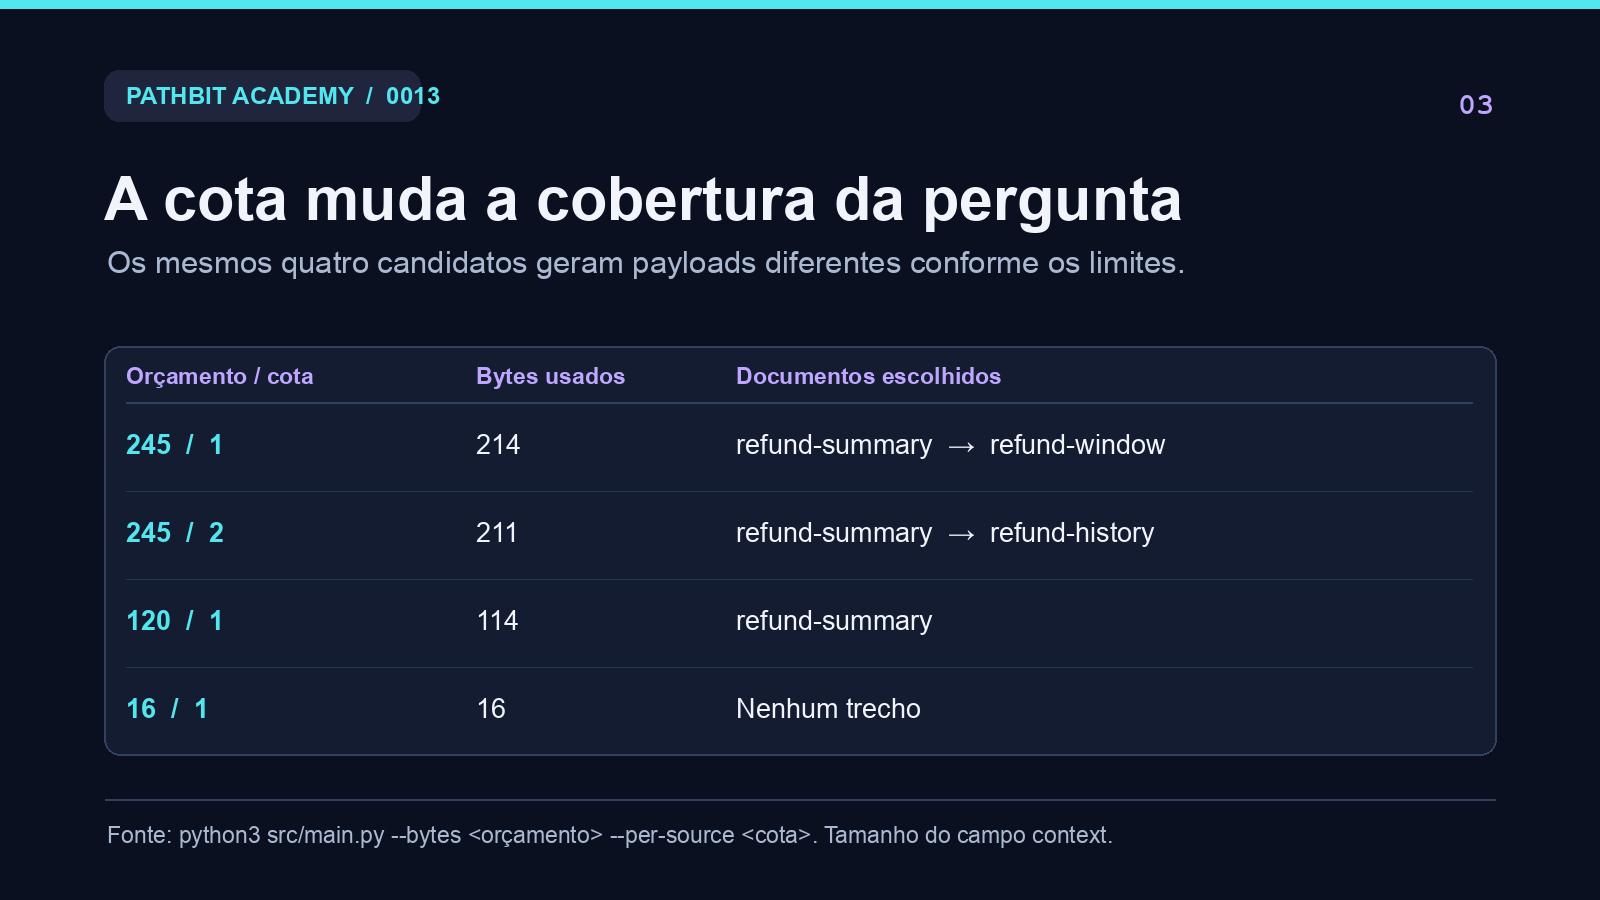 PATHBIT ACADEMY / 0013
03
A cota muda a cobertura da pergunta
Os mesmos quatro candidatos geram payloads diferentes conforme os limites.
Orçamento / cota Bytes usados Documentos escolhidos
245 / 1 214 refund-summary → refund-window
245 / 2 211 refund-summary → refund-history
120 / 1 114 refund-summary
16 / 1 16 Nenhum trecho
Fonte: python3 src/main.py --bytes <orçamento> --per-source <cota>. Tamanho do campo context.